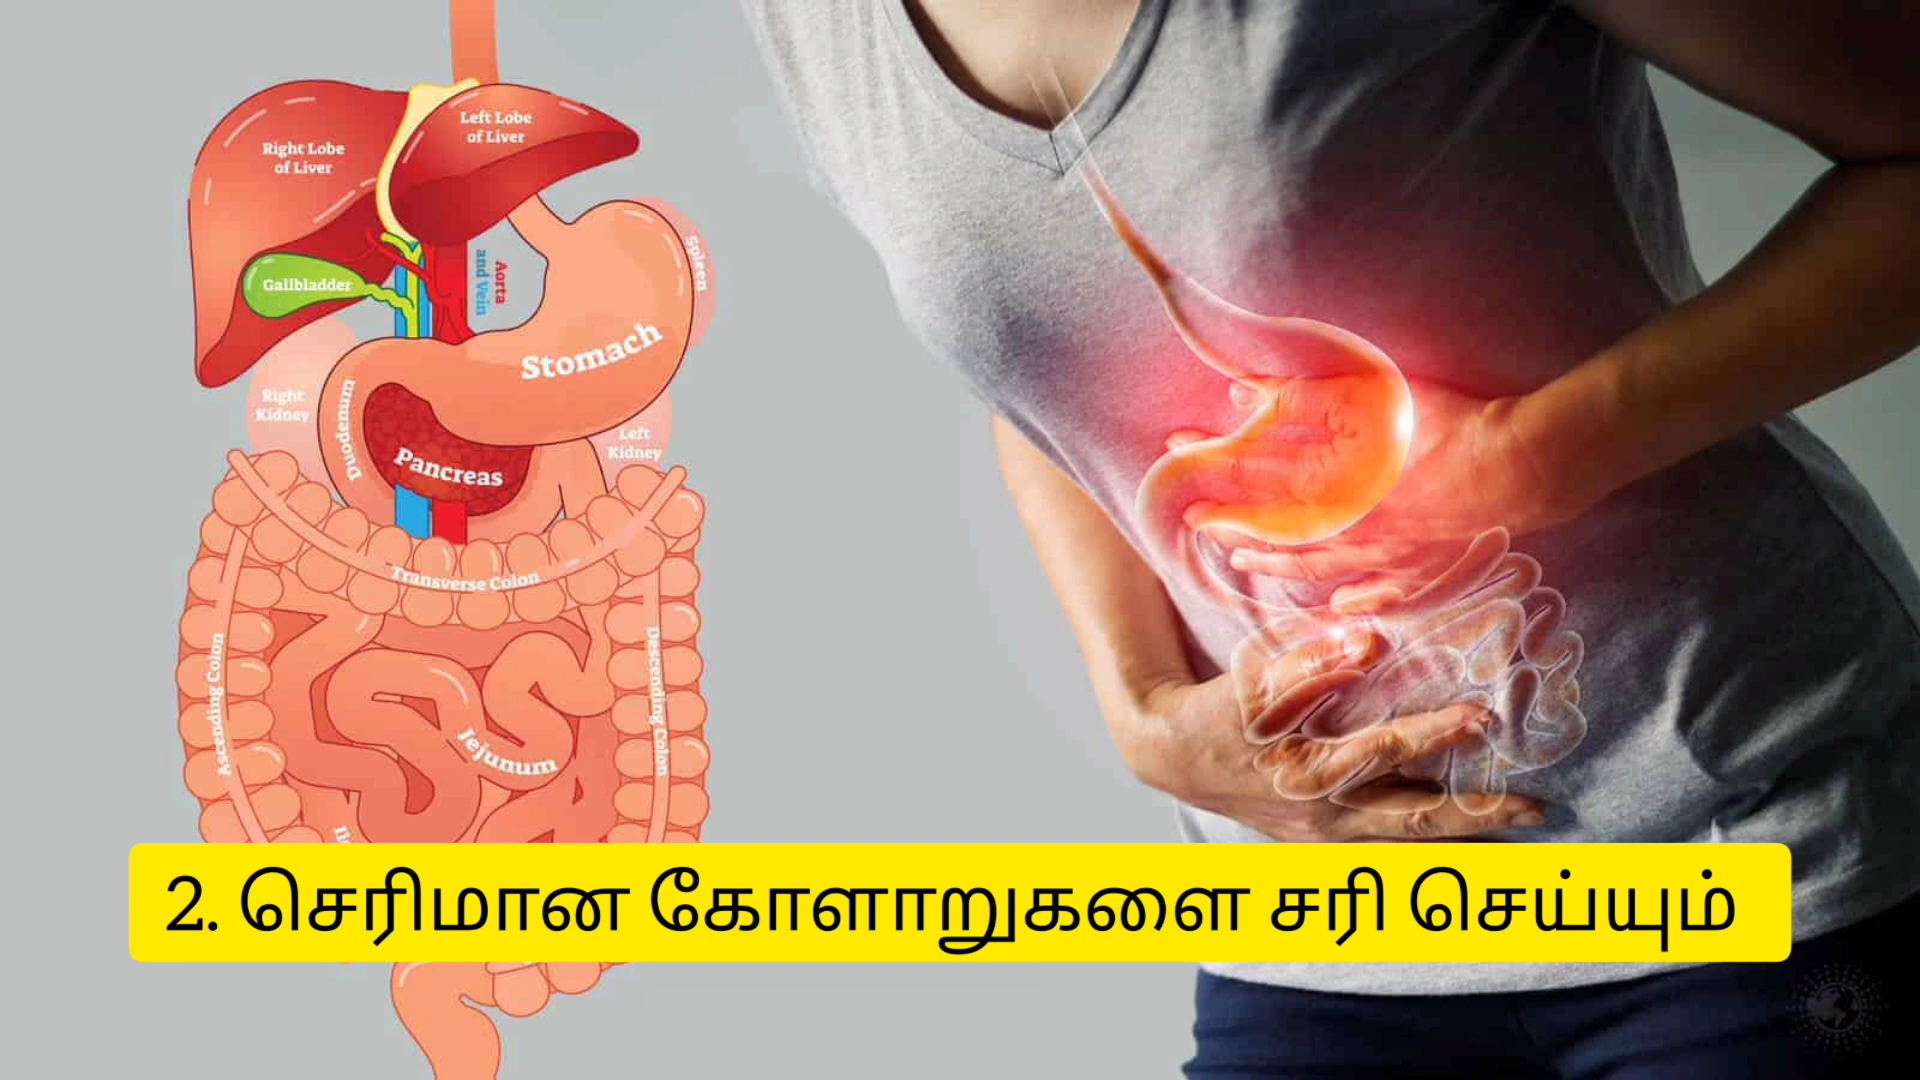 Left Lobe
of Liver
Right Lobe
of Liver
Gallbladder
Aorta
and Vein
Spleen
Stomach
Right
Kidney
Duodenum
Left
Kidney
Pancreas
Transverse Colon
Ascending Colon
Descending Colon
Jejunum
2. செரிமான கோளாறுகளை சரி செய்யும்